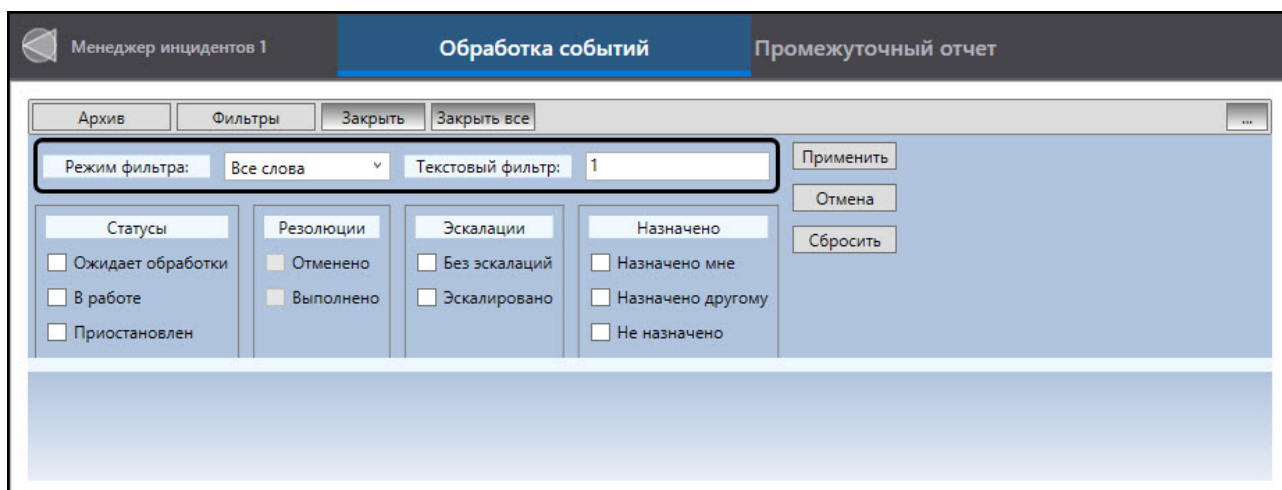 Менеджер инцидентов 1 Обработка событий Промежуточный отчет
Архив Фильтры Закрыть Закрыть все ...
Режим фильтра: Все слова Текстовый фильтр: 1 Применить
Отмена
Статусы Резолюции Эскалации Назначено Сбросить
Ожидает обработки Отменено Без эскалаций Назначено мне
В работе Выполнено Эскалировано Назначено другому
Приостановлен Не назначено